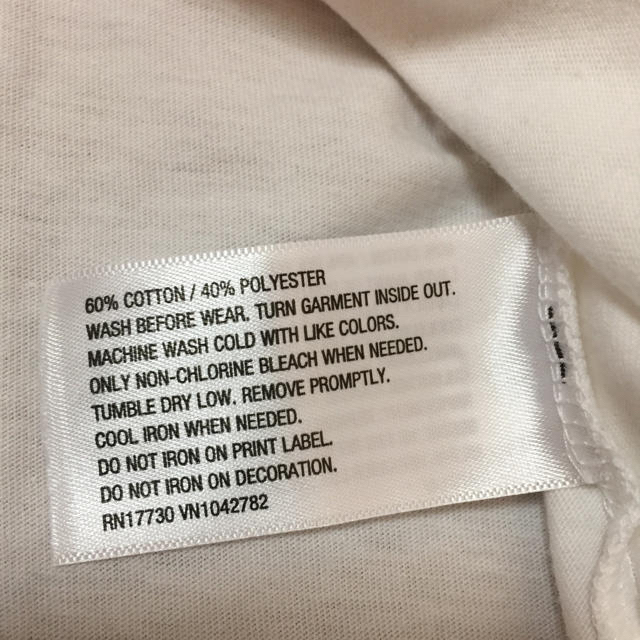 60% COTTON / 40% POLYESTER
WASH BEFORE WEAR. TURN GARMENT INSIDE OUT.
MACHINE WASH COLD WITH LIKE COLORS.
ONLY NON-CHLORINE BLEACH WHEN NEEDED.
TUMBLE DRY LOW. REMOVE PROMPTLY.
COOL IRON WHEN NEEDED.
DO NOT IRON ON PRINT LABEL.
DO NOT IRON ON DECORATION.
RN17730 VN1042782